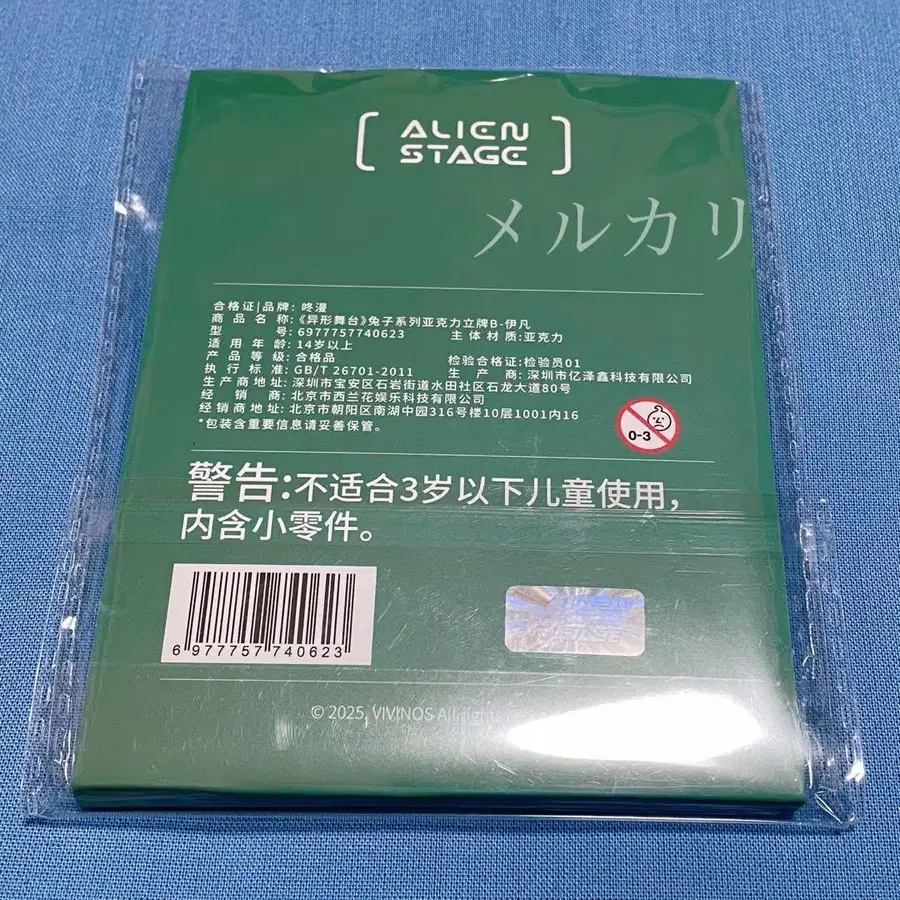 ALIEN
STAGE
メルカリ
合格证|品牌: 咚漫
商品名称:《异形舞台》兔子系列亚克力立牌B-伊凡
型号: 6977757740623 主体材质: 亚克力
适用年龄: 14岁以上
产品等级: 合格品 检验合格证: 检验员01
执行标准: GB/T 26701-2011 生产商: 深圳市亿泽鑫科技有限公司
生产商地址: 深圳市宝安区石岩街道水田社区石龙大道80号
经销商: 北京市西兰花娱乐科技有限公司
经销商地址: 北京市朝阳区南湖中园316号楼10层1001内16
*包装含重要信息请妥善保管。
0-3
警告:不适合3岁以下儿童使用,
内含小零件。
6 977757 740623
© 2025, VIVINOS All rights